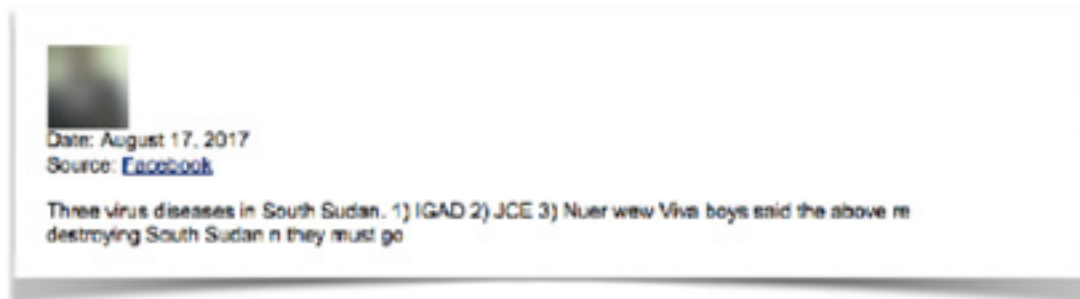 Date: August 17, 2017
Source: Facebook
Three virus diseases in South Sudan. 1) IGAD 2) JCE 3) Nuer wew Viva boys said the above re
destroying South Sudan n they must go